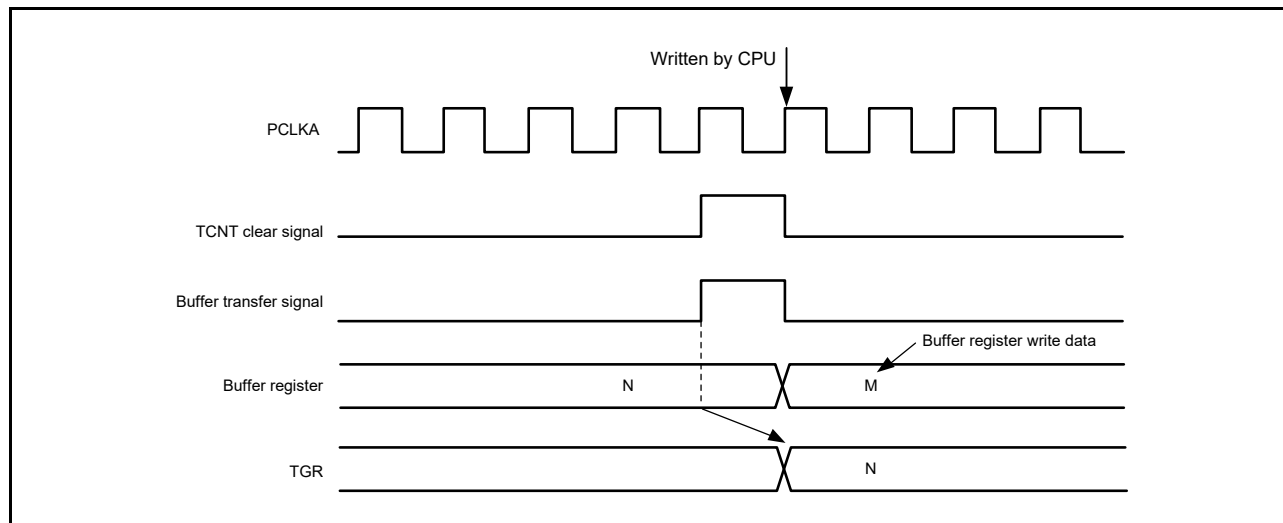 Written by CPU
PCLKA
TCNT clear signal
Buffer transfer signal
Buffer register write data
Buffer register
N
M
TGR
N